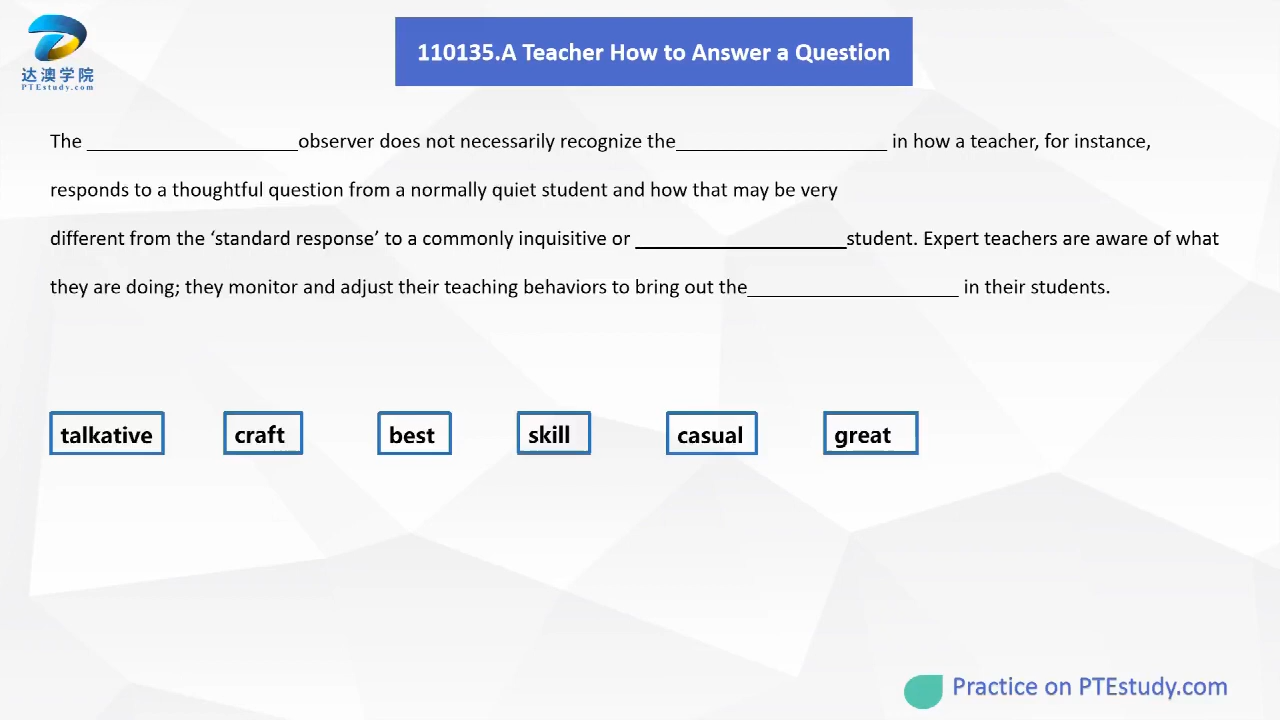 达澳学院
PTEstudy.com
110135.A Teacher How to Answer a Question
The _____________________observer does not necessarily recognize the_____________________ in how a teacher, for instance,
responds to a thoughtful question from a normally quiet student and how that may be very
different from the ‘standard response’ to a commonly inquisitive or _____________________student. Expert teachers are aware of what
they are doing; they monitor and adjust their teaching behaviors to bring out the_____________________ in their students.
talkative craft best skill casual great
Practice on PTEstudy.com